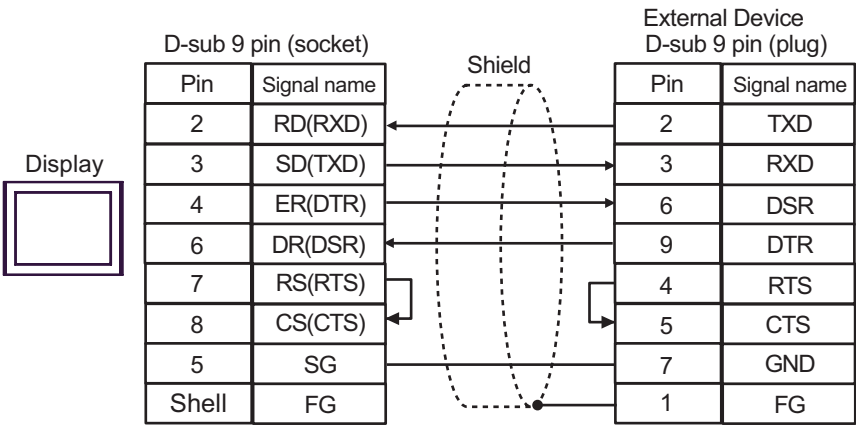 External Device
D-sub 9 pin (socket)
D-sub 9 pin (plug)
Shield
Pin Signal name Pin Signal name
2 RD(RXD) 2 TXD
Display
3 SD(TXD) 3 RXD
4 ER(DTR) 6 DSR
6 DR(DSR) 9 DTR
7 RS(RTS) 4 RTS
8 CS(CTS) 5 CTS
5 SG 7 GND
Shell FG 1 FG